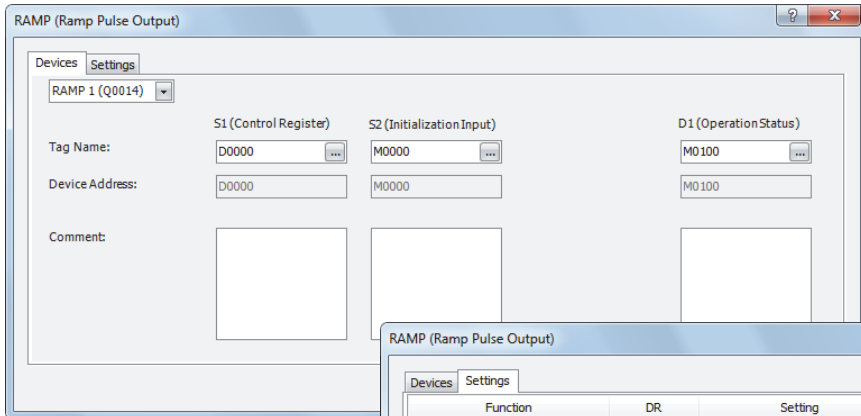 RAMP (Ramp Pulse Output)
Devices Settings
RAMP 1 (Q0014)
S1 (Control Register) S2 (Initialization Input) D1 (Operation Status)
Tag Name: D0000 ... M0000 ... M0100 ...
Device Address: D0000 M0000 M0100
Comment:
RAMP (Ramp Pulse Output)
Devices Settings
Function DR Setting